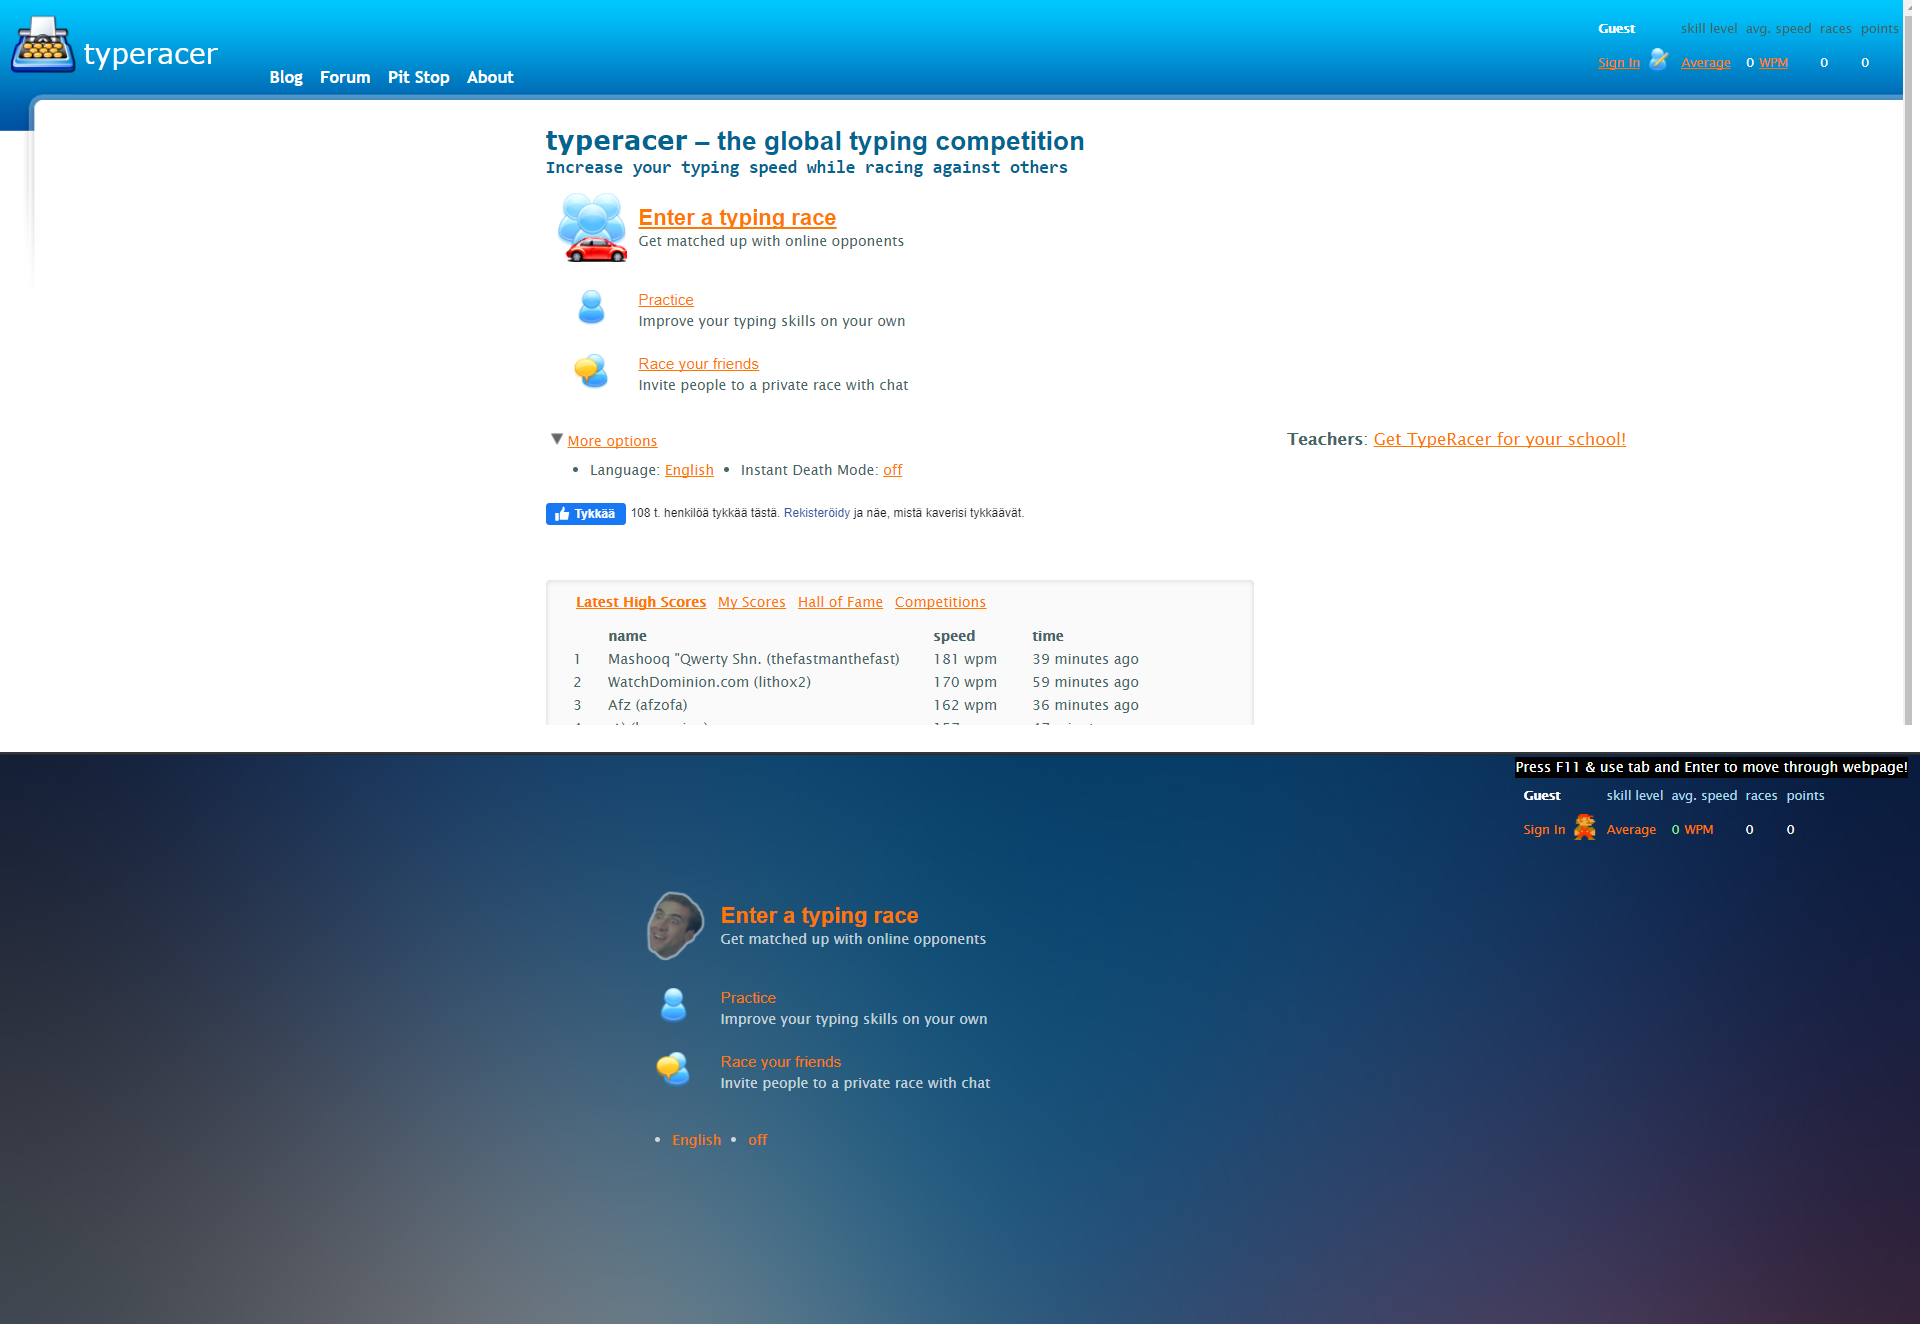 typeracer
Blog Forum Pit Stop About
Guest skill level avg. speed races points
Sign In Average 0 WPM 0 0
typeracer – the global typing competition
Increase your typing speed while racing against others
Enter a typing race
Get matched up with online opponents
Practice
Improve your typing skills on your own
Race your friends
Invite people to a private race with chat
▼ More options
• Language: English • Instant Death Mode: off
Teachers: Get TypeRacer for your school!
Tykkää 108 t. henkilöä tykkää tästä. Rekisteröidy ja näe, mistä kaverisi tykkäävät.
Latest High Scores My Scores Hall of Fame Competitions
name speed time
1 Mashooq "Qwerty Shn. (thefastmanthefast) 181 wpm 39 minutes ago
2 WatchDominion.com (lithox2) 170 wpm 59 minutes ago
3 Afz (afzofa) 162 wpm 36 minutes ago
Press F11 & use tab and Enter to move through webpage!
Guest skill level avg. speed races points
Sign In Average 0 WPM 0 0
Enter a typing race
Get matched up with online opponents
Practice
Improve your typing skills on your own
Race your friends
Invite people to a private race with chat
• English • off